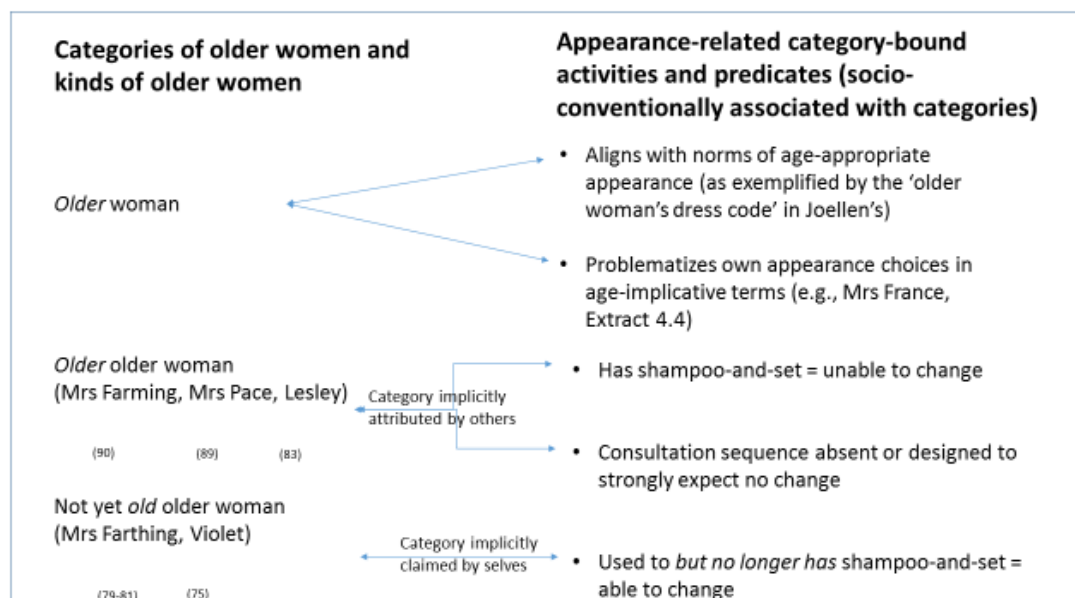 Categories of older women and
kinds of older women
Appearance-related category-bound
activities and predicates (socio-
conventionally associated with categories)
Older woman
• Aligns with norms of age-appropriate
appearance (as exemplified by the ‘older
woman’s dress code’ in Joellen’s)
• Problematizes own appearance choices in
age-implicative terms (e.g., Mrs France,
Extract 4.4)
Older older woman
(Mrs Farming, Mrs Pace, Lesley)
(90) (89) (83)
Category implicitly
attributed by others
• Has shampoo-and-set = unable to change
• Consultation sequence absent or designed to
strongly expect no change
Not yet old older woman
(Mrs Farthing, Violet)
(79-81) (75)
Category implicitly
claimed by selves
• Used to but no longer has shampoo-and-set =
able to change